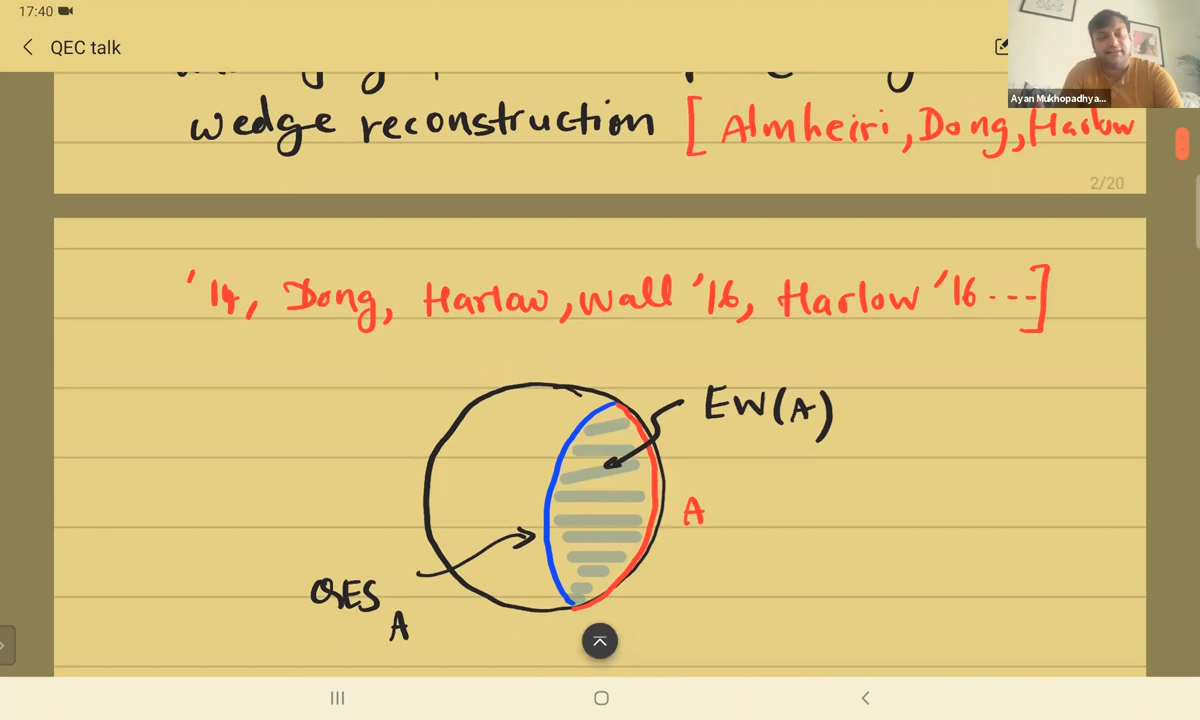 17:40
QEC talk
Ayan Mukhopadhya...
wedge reconstruction [Almheiri, Dong, Harlow
2/20
'14, Dong, Harlow, Wall '16, Harlow '16 ---]
EW(A)
A
QES
A